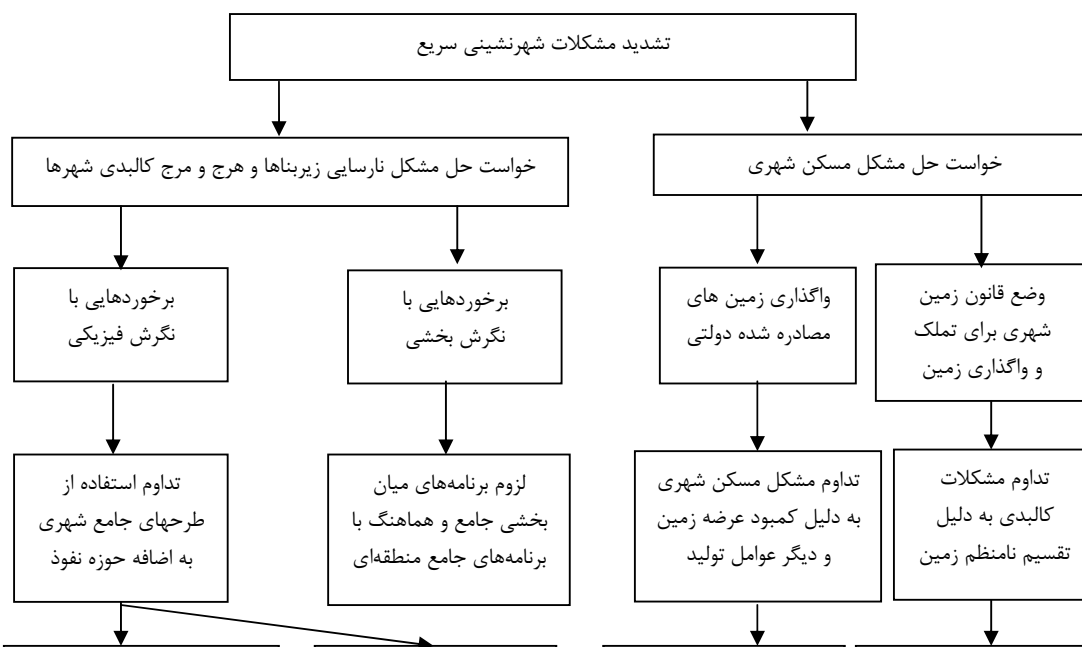 تشدید مشکلات شهرنشینی سریع
خواست حل مشکل مسکن شهری
خواست حل مشکل نارسایی زیربناها و هرج و مرج کالبدی شهرها
وضع قانون زمین
شهری برای تملک
و واگذاری زمین
واگذاری زمین های
مصادره شده دولتی
برخوردهایی با
نگرش بخشی
برخوردهایی با
نگرش فیزیکی
تداوم مشکلات
کالبدی به دلیل
تقسیم نامنظم زمین
تداوم مشکل مسکن شهری
به دلیل کمبود عرضه زمین
و دیگر عوامل تولید
لزوم برنامه‌های میان
بخشی جامع و هماهنگ با
برنامه‌های جامع منطقه‌ای
تداوم استفاده از
طرحهای جامع شهری
به اضافه حوزه نفوذ